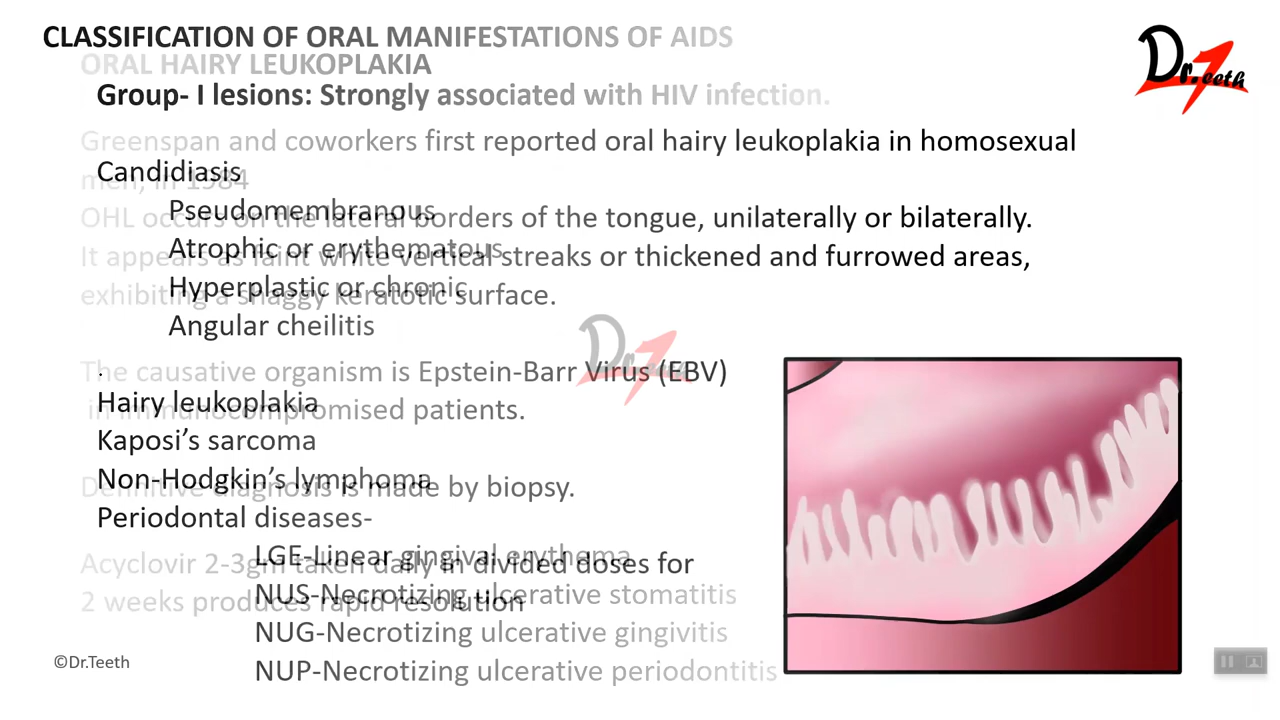 CLASSIFICATION OF ORAL MANIFESTATIONS OF AIDS
Group- I lesions: Strongly associated with HIV infection.
Candidiasis
Pseudomembranous
Atrophic or erythematous
Hyperplastic or chronic
Angular cheilitis
Hairy leukoplakia
Kaposi’s sarcoma
Non-Hodgkin’s lymphoma
Periodontal diseases-
LGE-Linear gingival erythema
NUS-Necrotizing ulcerative stomatitis
NUG-Necrotizing ulcerative gingivitis
NUP-Necrotizing ulcerative periodontitis
ORAL HAIRY LEUKOPLAKIA
Greenspan and coworkers first reported oral hairy leukoplakia in homosexual
men, in 1984
OHL occurs on the lateral borders of the tongue, unilaterally or bilaterally.
It appears as faint white vertical streaks or thickened and furrowed areas,
exhibiting a shaggy keratotic surface.
The causative organism is Epstein-Barr Virus (EBV)
in immunocompromised patients.
Definitive diagnosis is made by biopsy.
Acyclovir 2-3gm taken daily in divided doses for
2 weeks produces rapid resolution
©Dr.Teeth
Dr.Teeth